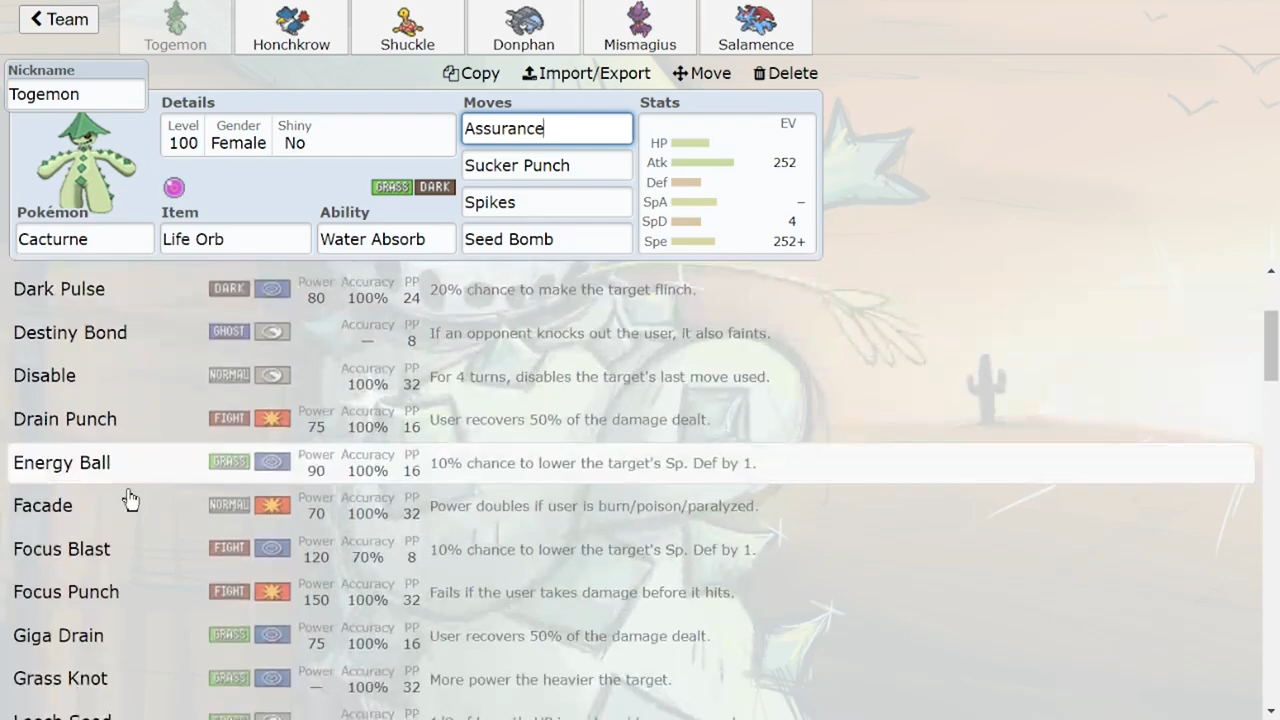 Team
Togemon
Honchkrow
Shuckle
Donphan
Mismagius
Salamence
Nickname
Togemon
Copy
Import/Export
Move
Delete
Details
Level
100
Gender
Female
Shiny
No
GRASS
DARK
Pokémon
Cacturne
Item
Life Orb
Ability
Water Absorb
Moves
Assurance
Sucker Punch
Spikes
Seed Bomb
Stats
EV
HP
Atk 252
Def
SpA –
SpD 4
Spe 252+
Dark Pulse DARK Power 80 Accuracy 100% PP 24 20% chance to make the target flinch.
Destiny Bond GHOST Accuracy — PP 8 If an opponent knocks out the user, it also faints.
Disable NORMAL Accuracy 100% PP 32 For 4 turns, disables the target's last move used.
Drain Punch FIGHT Power 75 Accuracy 100% PP 16 User recovers 50% of the damage dealt.
Energy Ball GRASS Power 90 Accuracy 100% PP 16 10% chance to lower the target's Sp. Def by 1.
Facade NORMAL Power 70 Accuracy 100% PP 32 Power doubles if user is burn/poison/paralyzed.
Focus Blast FIGHT Power 120 Accuracy 70% PP 8 10% chance to lower the target's Sp. Def by 1.
Focus Punch FIGHT Power 150 Accuracy 100% PP 32 Fails if the user takes damage before it hits.
Giga Drain GRASS Power 75 Accuracy 100% PP 16 User recovers 50% of the damage dealt.
Grass Knot GRASS Power — Accuracy 100% PP 32 More power the heavier the target.
Power Accuracy PP